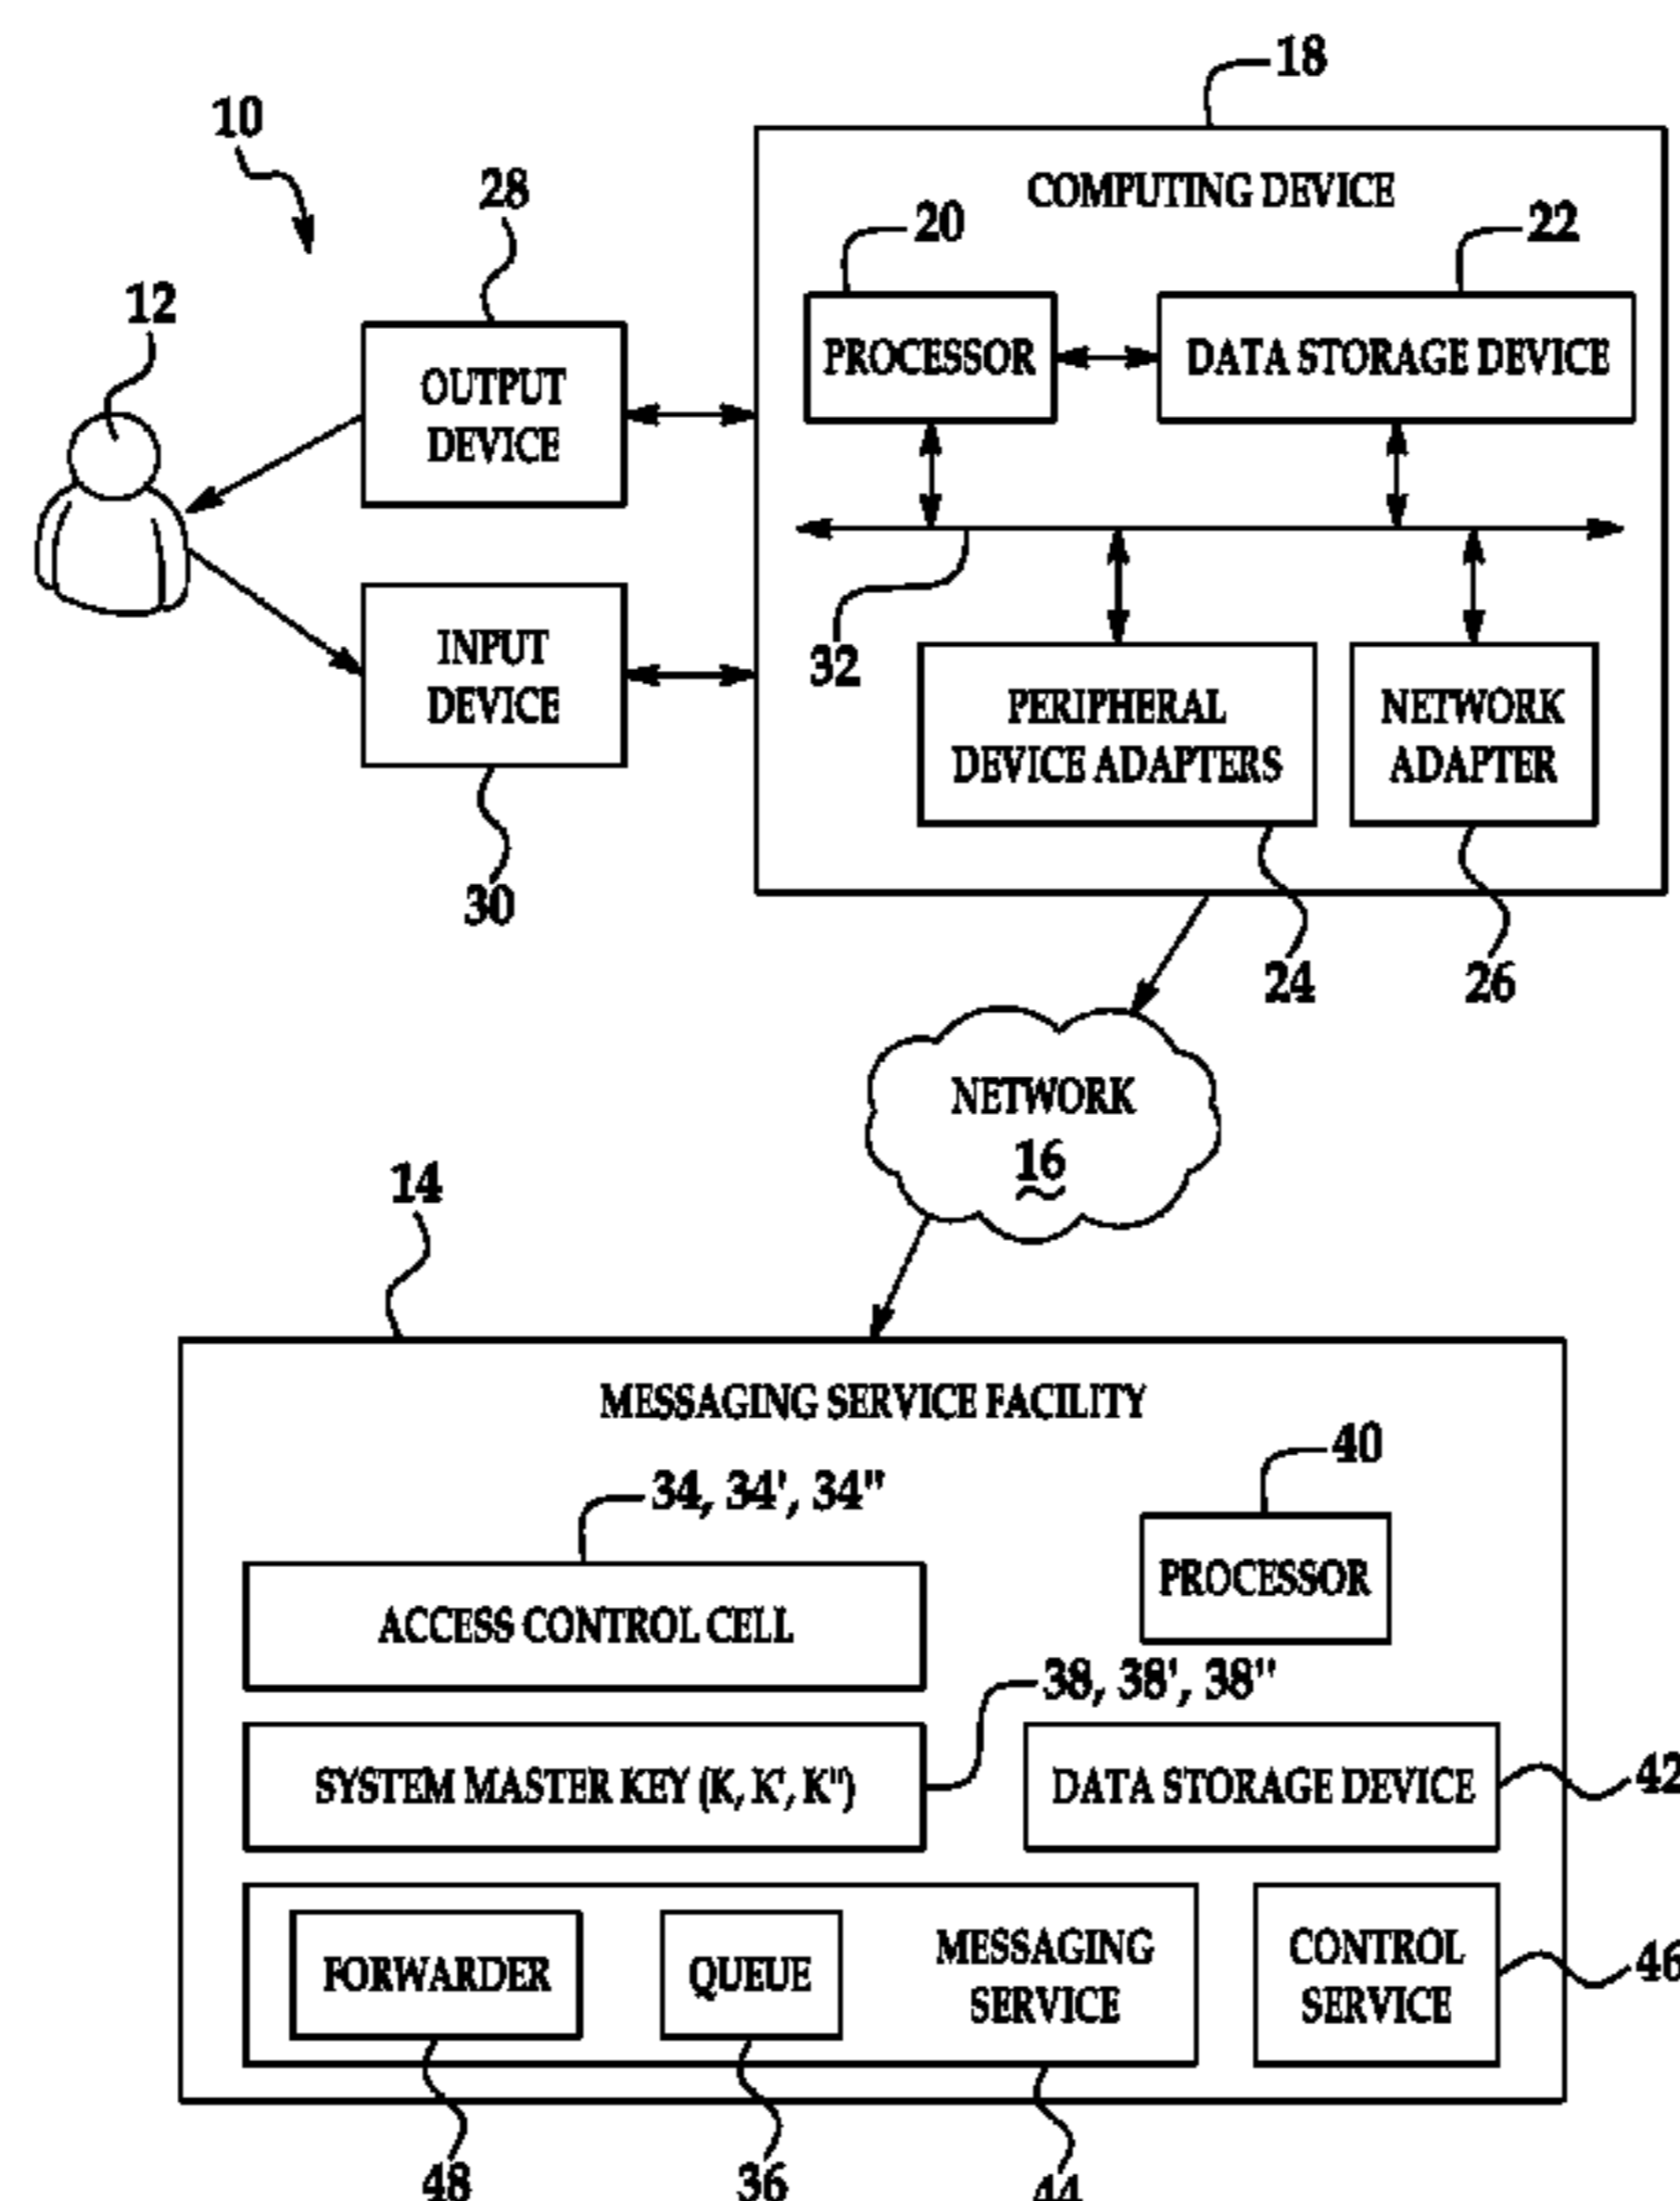 18
10
28
COMPUTING DEVICE
20
22
12
PROCESSOR
DATA STORAGE DEVICE
OUTPUT
DEVICE
INPUT
DEVICE
32
PERIPHERAL
DEVICE ADAPTERS
NETWORK
ADAPTER
30
24
26
NETWORK
16
14
MESSAGING SERVICE FACILITY
40
34, 34', 34"
PROCESSOR
ACCESS CONTROL CELL
38, 38', 38"
SYSTEM MASTER KEY (K, K', K")
DATA STORAGE DEVICE
42
FORWARDER
QUEUE
MESSAGING
SERVICE
CONTROL
SERVICE
46
48
36
44